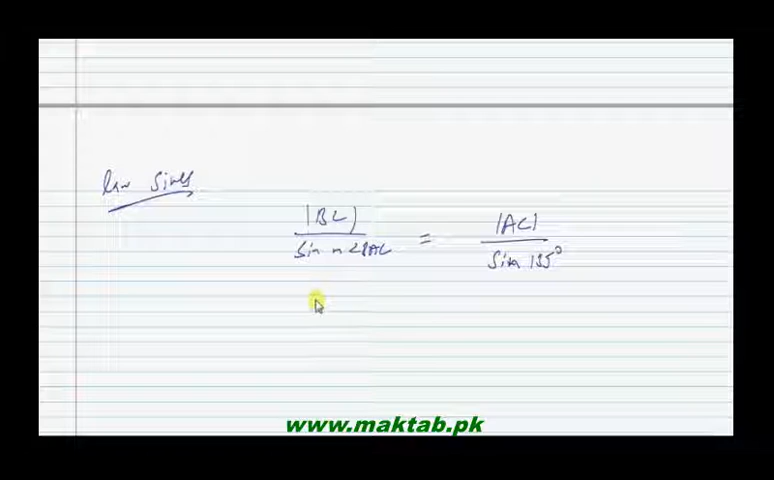 law Sines
|BC| / Sin m<BAC = |AC| / Sin 135°
www.maktab.pk